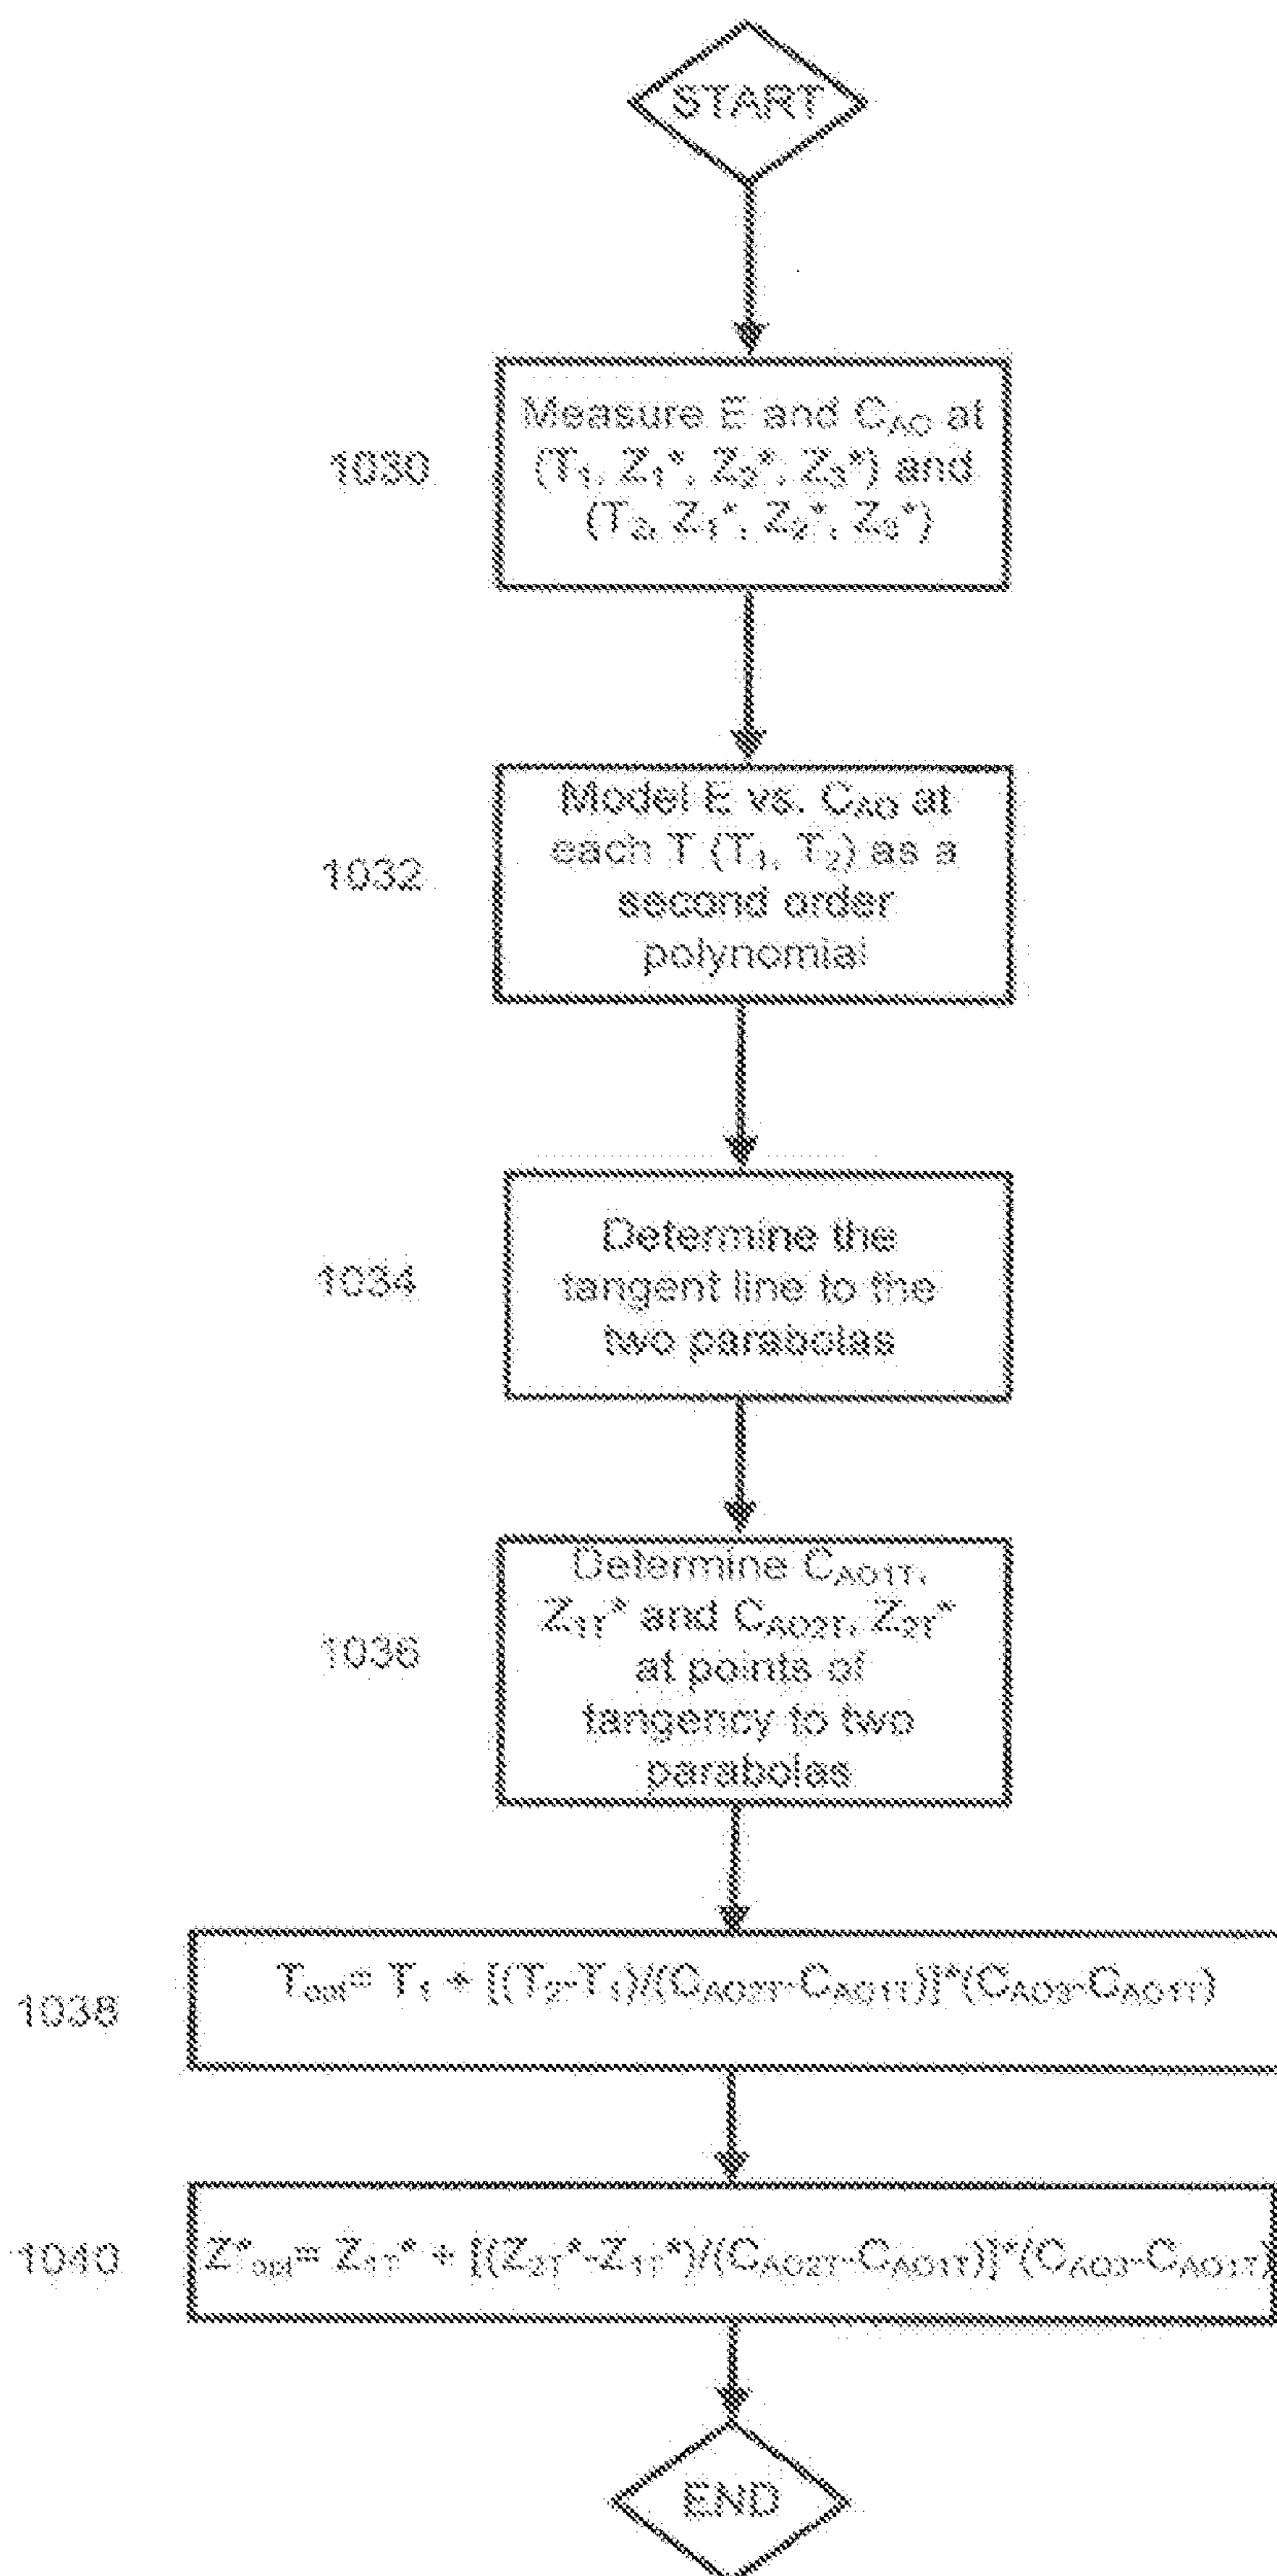 START
1030
Measure E and C_AO at
(T_1, Z_1*, Z_2*, Z_3*) and
(T_2, Z_1*, Z_2*, Z_3*)
1032
Model E vs. C_AO at
each T (T_1, T_2) as a
second order
polynomial
1034
Determine the
tangent line to the
two parabolas
1036
Determine C_AO1T,
Z_1T* and C_AO2T, Z_2T*
at points of
tangency to two
parabolas
1038
T_opt= T_1 + [(T_2-T_1)/(C_AO2T-C_AO1T)]*(C_AO3-C_AO1T)
1040
Z*_opt= Z_1T* + [(Z_2T*-Z_1T*)/(C_AO2T-C_AO1T)]*(C_AO3-C_AO1T)
END